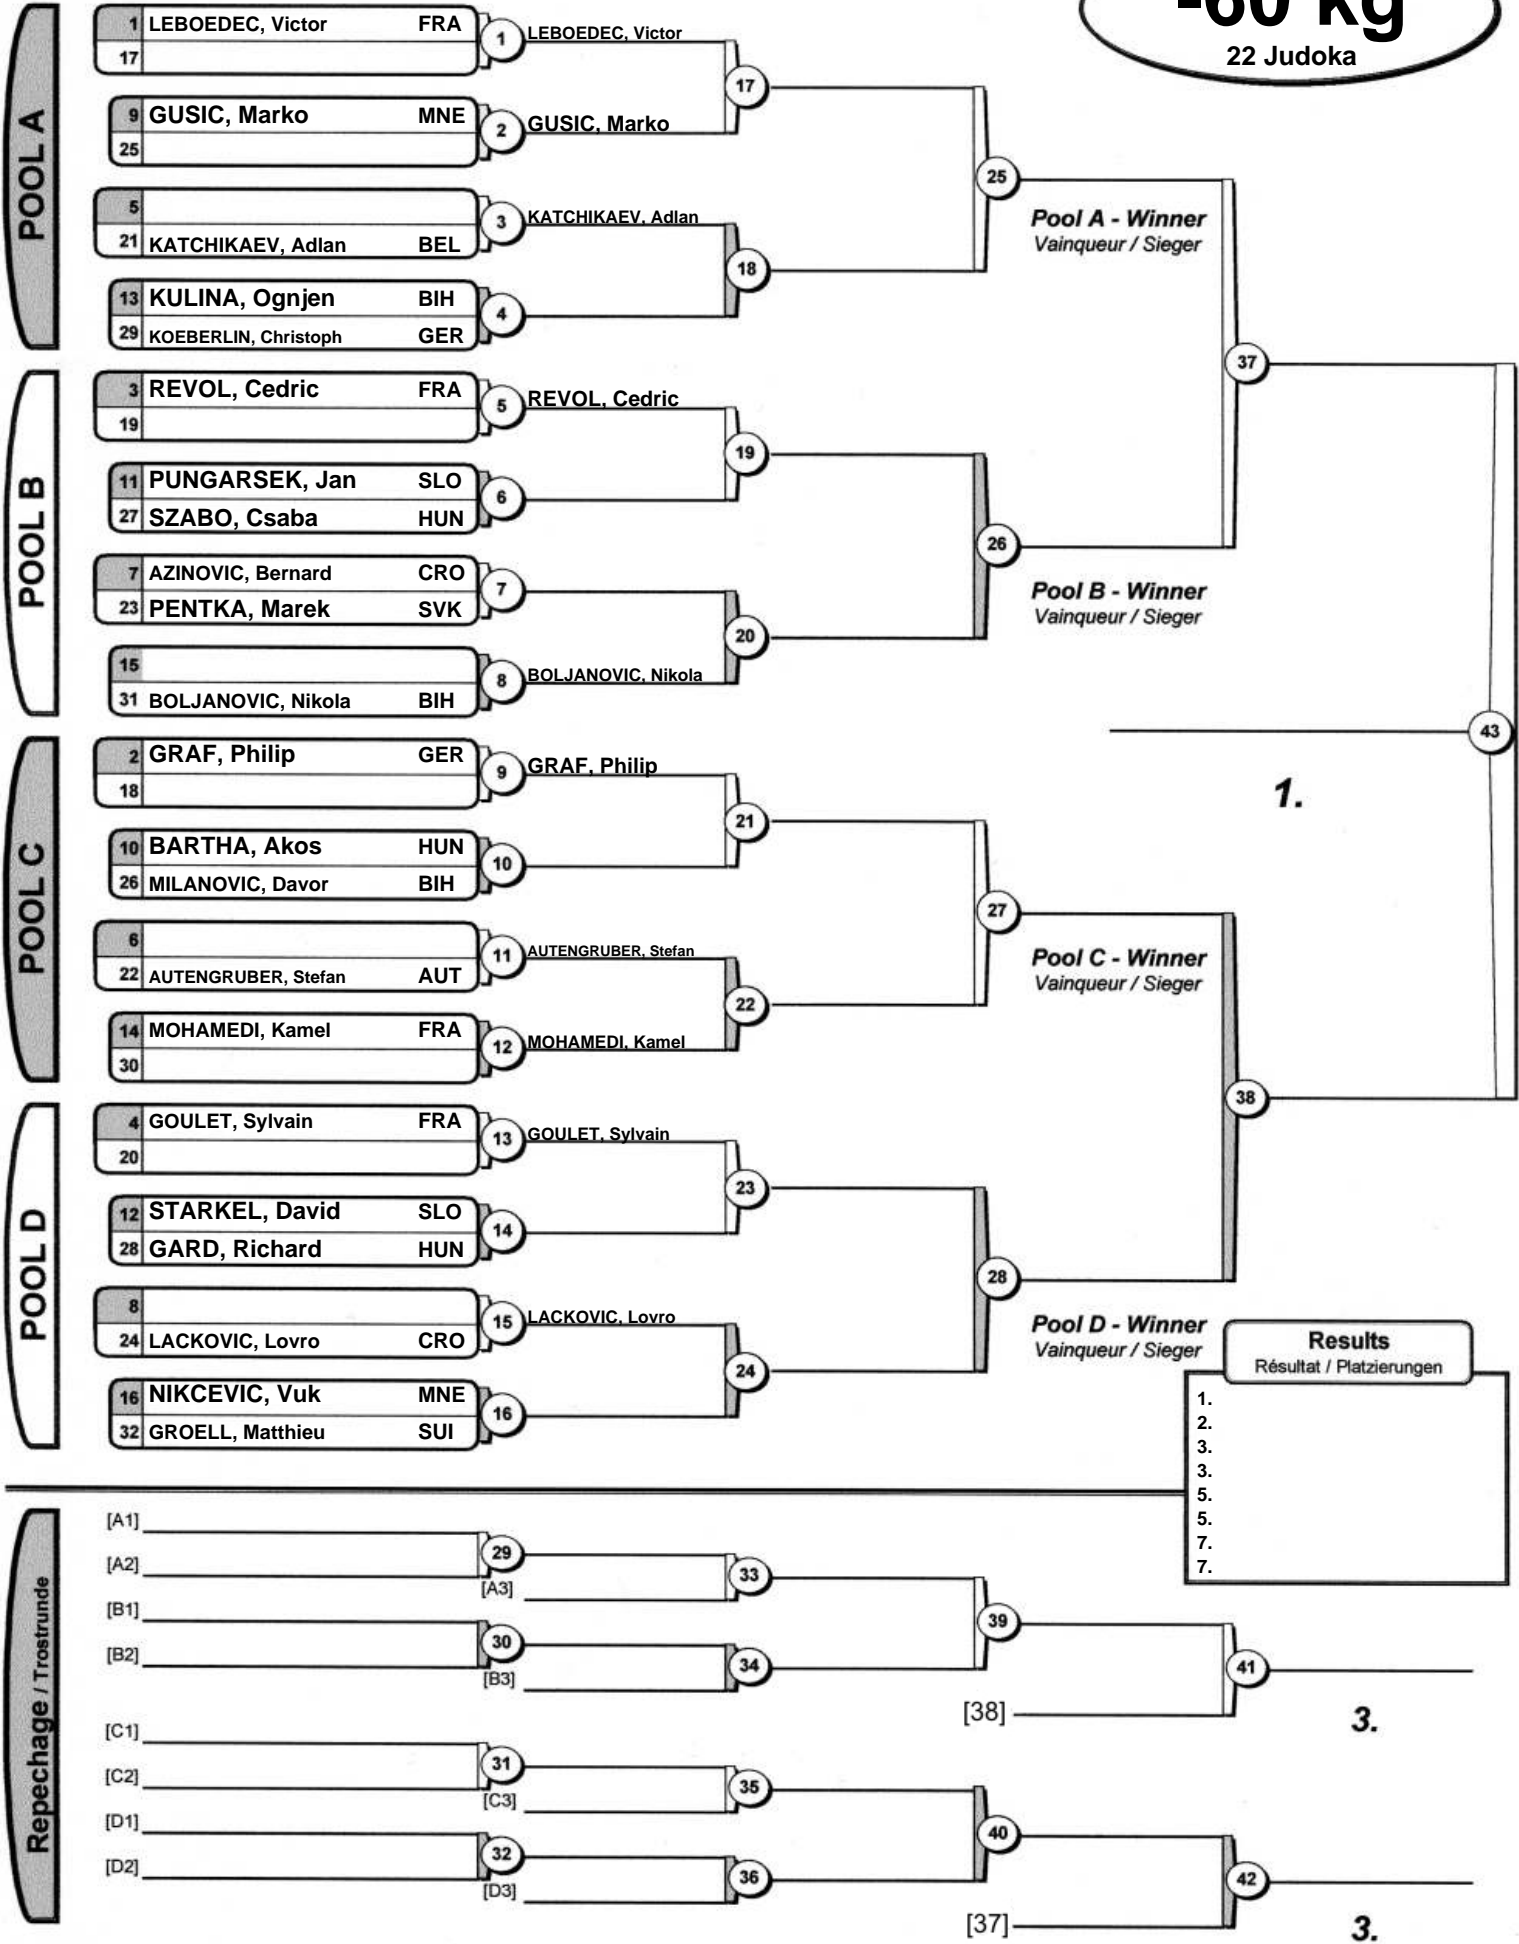 -60 kg
22 Judoka
POOL A
1 LEBOEDEC, Victor FRA
17
1 LEBOEDEC, Victor
9 GUSIC, Marko MNE
25
2 GUSIC, Marko
17
5
21 KATCHIKAEV, Adlan BEL
3 KATCHIKAEV, Adlan
13 KULINA, Ognjen BIH
29 KOEBERLIN, Christoph GER
4
18
25
Pool A - Winner
Vainqueur / Sieger
POOL B
3 REVOL, Cedric FRA
19
5 REVOL, Cedric
11 PUNGARSEK, Jan SLO
27 SZABO, Csaba HUN
6
19
7 AZINOVIC, Bernard CRO
23 PENTKA, Marek SVK
7
15
31 BOLJANOVIC, Nikola BIH
8 BOLJANOVIC, Nikola
20
26
Pool B - Winner
Vainqueur / Sieger
37
POOL C
2 GRAF, Philip GER
18
9 GRAF, Philip
10 BARTHA, Akos HUN
26 MILANOVIC, Davor BIH
10
21
6
22 AUTENGRUBER, Stefan AUT
11 AUTENGRUBER, Stefan
14 MOHAMEDI, Kamel FRA
30
12 MOHAMEDI, Kamel
22
27
Pool C - Winner
Vainqueur / Sieger
43
1.
POOL D
4 GOULET, Sylvain FRA
20
13 GOULET, Sylvain
12 STARKEL, David SLO
28 GARD, Richard HUN
14
23
8
24 LACKOVIC, Lovro CRO
15 LACKOVIC, Lovro
16 NIKCEVIC, Vuk MNE
32 GROELL, Matthieu SUI
16
24
28
Pool D - Winner
Vainqueur / Sieger
38
Results
Résultat / Platzierungen
1.
2.
3.
3.
5.
5.
7.
7.
Repechage / Trostrunde
[A1]
[A2]
29
[A3]
33
[B1]
[B2]
30
[B3]
34
39
[38]
41
3.
[C1]
[C2]
31
[C3]
35
[D1]
[D2]
32
[D3]
36
40
[37]
42
3.